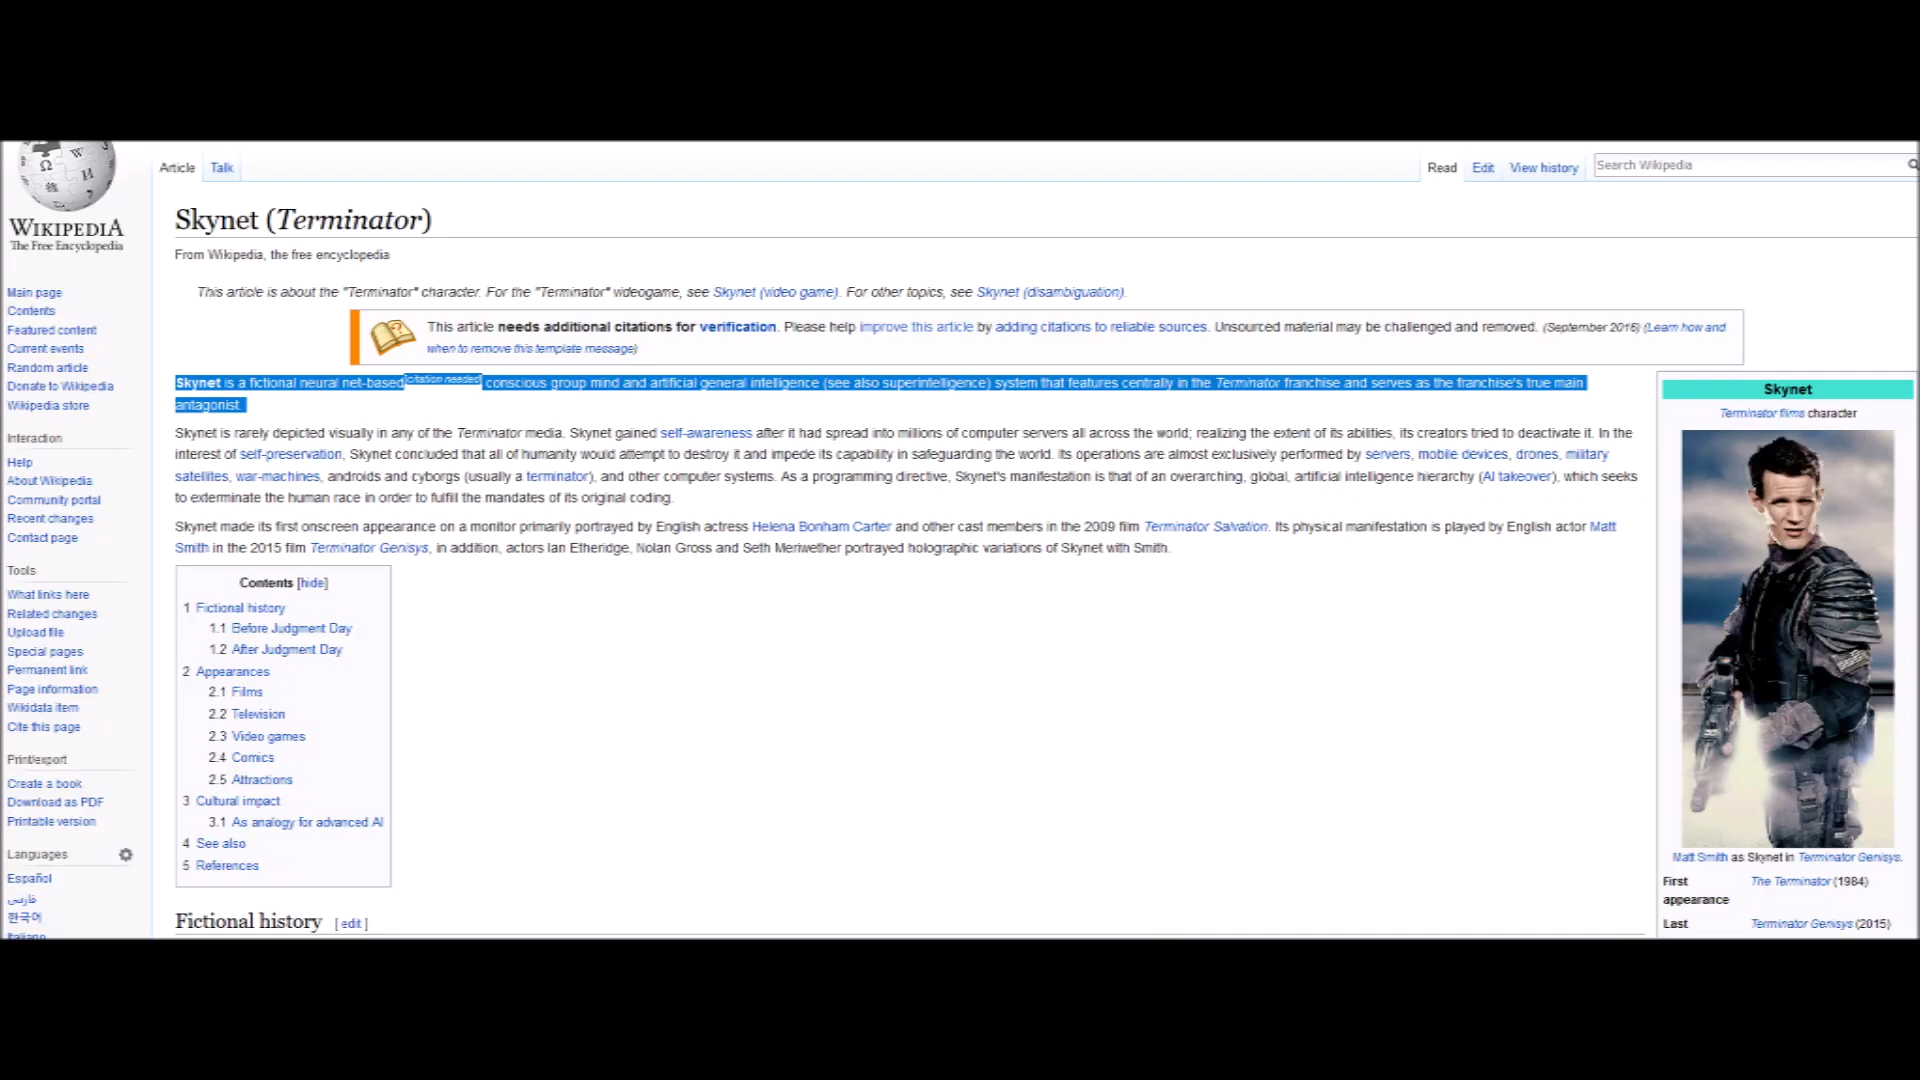 WIKIPEDIA
The Free Encyclopedia
Main page
Contents
Featured content
Current events
Random article
Donate to Wikipedia
Wikipedia store
Interaction
Help
About Wikipedia
Community portal
Recent changes
Contact page
Tools
What links here
Related changes
Upload file
Special pages
Permanent link
Page information
Wikidata item
Cite this page
Print/export
Create a book
Download as PDF
Printable version
Languages
Español
فارسی
한국어
Italiano
Article Talk
Read Edit View history Search Wikipedia
Skynet (Terminator)
From Wikipedia, the free encyclopedia
This article is about the "Terminator" character. For the "Terminator" videogame, see Skynet (video game). For other topics, see Skynet (disambiguation).
This article needs additional citations for verification. Please help improve this article by adding citations to reliable sources. Unsourced material may be challenged and removed. (September 2016) (Learn how and
when to remove this template message)
Skynet is a fictional neural net-based[citation needed] conscious group mind and artificial general intelligence (see also superintelligence) system that features centrally in the Terminator franchise and serves as the franchise's true main
antagonist.
Skynet is rarely depicted visually in any of the Terminator media. Skynet gained self-awareness after it had spread into millions of computer servers all across the world; realizing the extent of its abilities, its creators tried to deactivate it. In the
interest of self-preservation, Skynet concluded that all of humanity would attempt to destroy it and impede its capability in safeguarding the world. Its operations are almost exclusively performed by servers, mobile devices, drones, military
satellites, war-machines, androids and cyborgs (usually a terminator), and other computer systems. As a programming directive, Skynet's manifestation is that of an overarching, global, artificial intelligence hierarchy (AI takeover), which seeks
to exterminate the human race in order to fulfill the mandates of its original coding.
Skynet made its first onscreen appearance on a monitor primarily portrayed by English actress Helena Bonham Carter and other cast members in the 2009 film Terminator Salvation. Its physical manifestation is played by English actor Matt
Smith in the 2015 film Terminator Genisys, in addition, actors Ian Etheridge, Nolan Gross and Seth Meriwether portrayed holographic variations of Skynet with Smith.
Contents [hide]
1 Fictional history
1.1 Before Judgment Day
1.2 After Judgment Day
2 Appearances
2.1 Films
2.2 Television
2.3 Video games
2.4 Comics
2.5 Attractions
3 Cultural impact
3.1 As analogy for advanced AI
4 See also
5 References
Fictional history [ edit ]
Skynet
Terminator films character
Matt Smith as Skynet in Terminator Genisys.
First The Terminator (1984)
appearance
Last Terminator Genisys (2015)